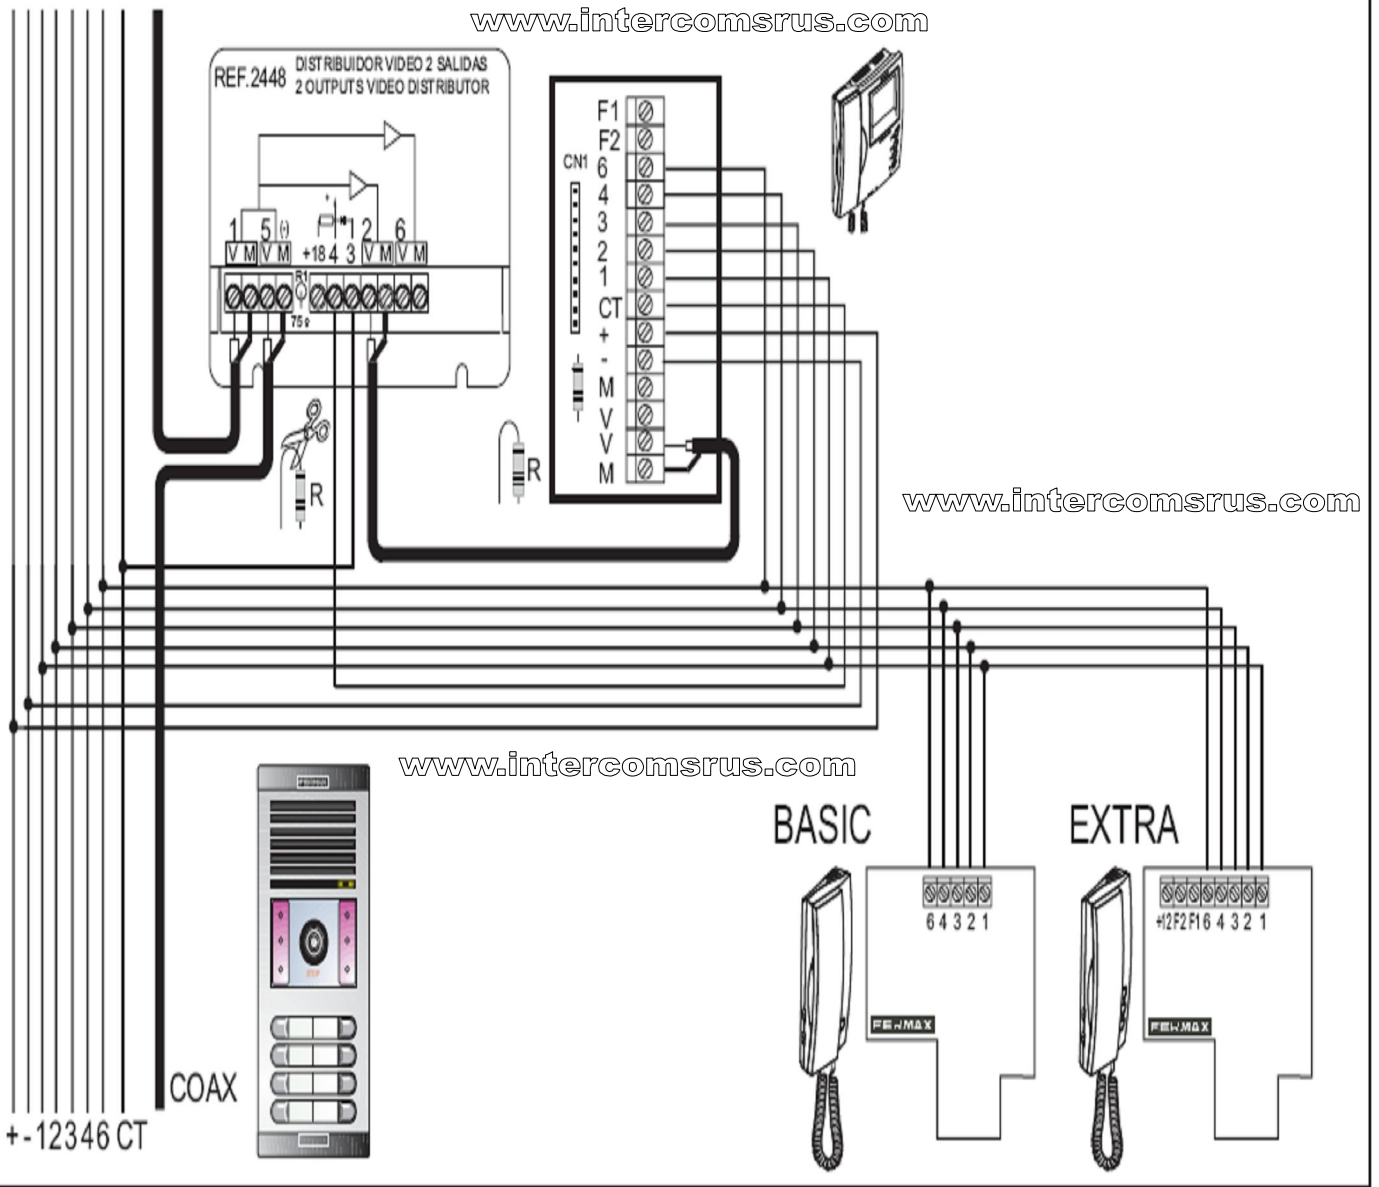 www.intercomsrus.com
REF.2448
DISTRIBUIDOR VIDEO 2 SALIDAS
2 OUTPUTS VIDEO DISTRIBUTOR
1 5 (-) 1 2 6
V M V M +18 4 3 V M V M
R1
75
CN1
F1
F2
6
4
3
2
1
CT
+
-
M
V
V
M
R
R
www.intercomsrus.com
www.intercomsrus.com
BASIC
EXTRA
6 4 3 2 1
+12 F2 F1 6 4 3 2 1
FERMAX
FERMAX
COAX
+ - 1 2 3 4 6 CT